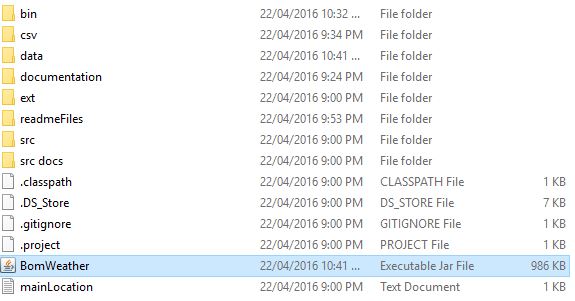 bin 22/04/2016 10:32 ... File folder
csv 22/04/2016 9:34 PM File folder
data 22/04/2016 10:41 ... File folder
documentation 22/04/2016 9:24 PM File folder
ext 22/04/2016 9:00 PM File folder
readmeFiles 22/04/2016 9:53 PM File folder
src 22/04/2016 9:00 PM File folder
src docs 22/04/2016 9:00 PM File folder
.classpath 22/04/2016 9:00 PM CLASSPATH File 1 KB
.DS_Store 22/04/2016 9:00 PM DS_STORE File 7 KB
.gitignore 22/04/2016 9:00 PM GITIGNORE File 1 KB
.project 22/04/2016 9:00 PM PROJECT File 1 KB
BomWeather 22/04/2016 10:41 ... Executable Jar File 986 KB
mainLocation 22/04/2016 9:00 PM Text Document 1 KB